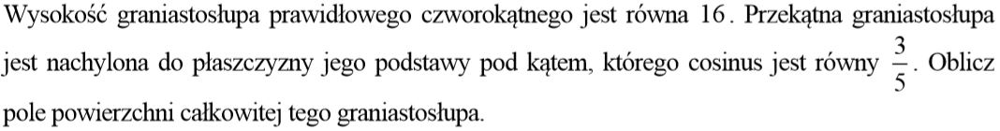 Wysokość graniastosłupa prawidłowego czworokątnego jest równa 16. Przekątna graniastosłupa
jest nachylona do płaszczyzny jego podstawy pod kątem, którego cosinus jest równy 3/5. Oblicz
pole powierzchni całkowitej tego graniastosłupa.